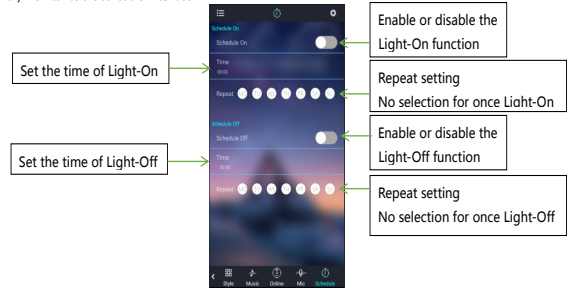 Enable or disable the
Light-On function
Schedule On
Schedule On
Set the time of Light-On
Time
00:00
Repeat setting
No selection for once Light-On
Repeat
Schedule Off
Enable or disable the
Light-Off function
Schedule Off
Set the time of Light-Off
Time
00:00
Repeat setting
No selection for once Light-Off
Repeat
Style Music Online Mic Schedule